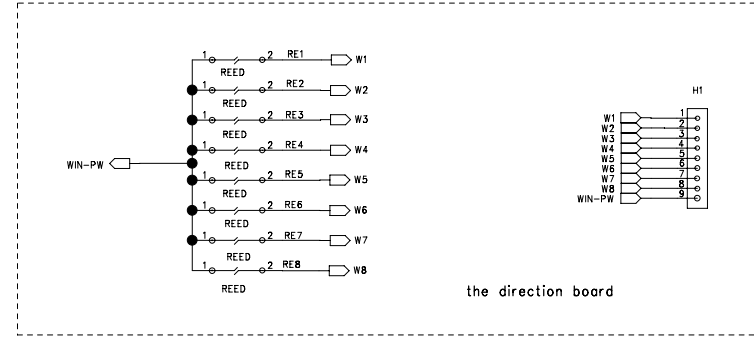 1 2 RE1 W1
REED
1 2 RE2 W2
REED
1 2 RE3 W3
REED
1 2 RE4 W4
REED
WIN-PW
1 2 RE5 W5
REED
1 2 RE6 W6
REED
1 2 RE7 W7
REED
1 2 RE8 W8
REED
H1
W1 1
W2 2
W3 3
W4 4
W5 5
W6 6
W7 7
W8 8
WIN-PW 9
the direction board